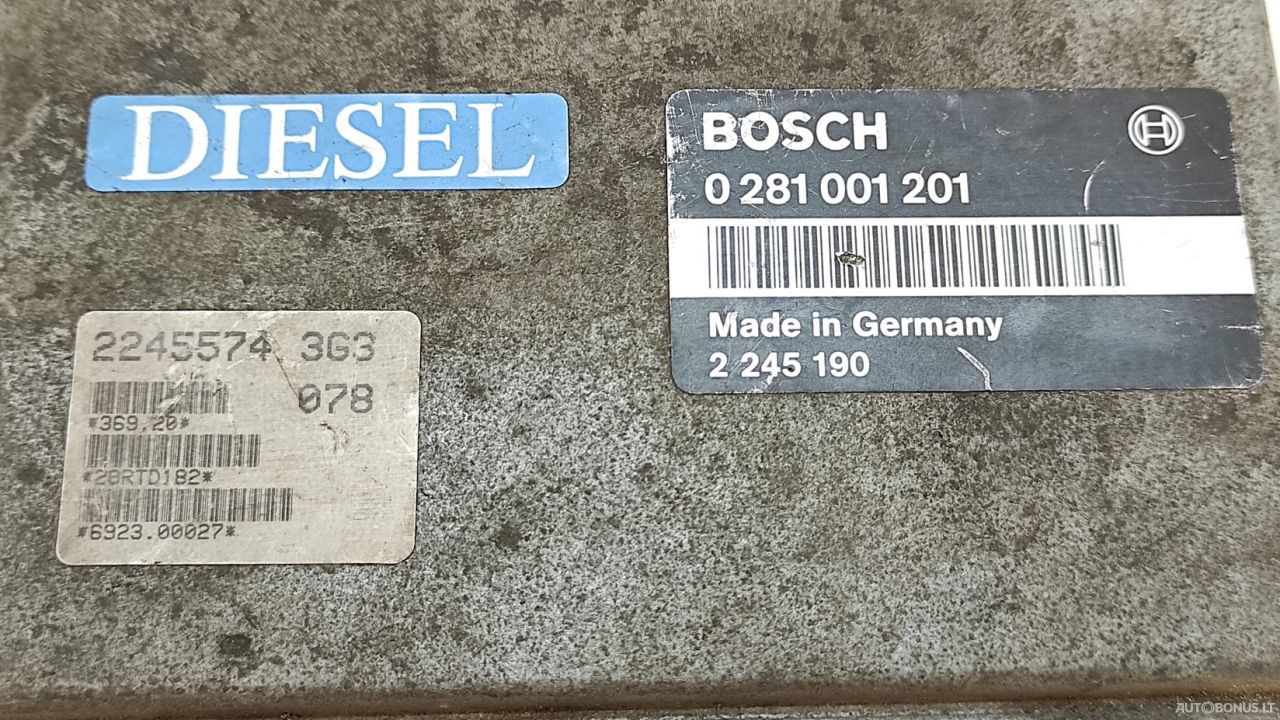 DIESEL
BOSCH
0 281 001 201
Made in Germany
2 245 190
2245574 3G3
078
*369,20*
*28RTD182*
*6923.00027*
AUTOBONUS.LT